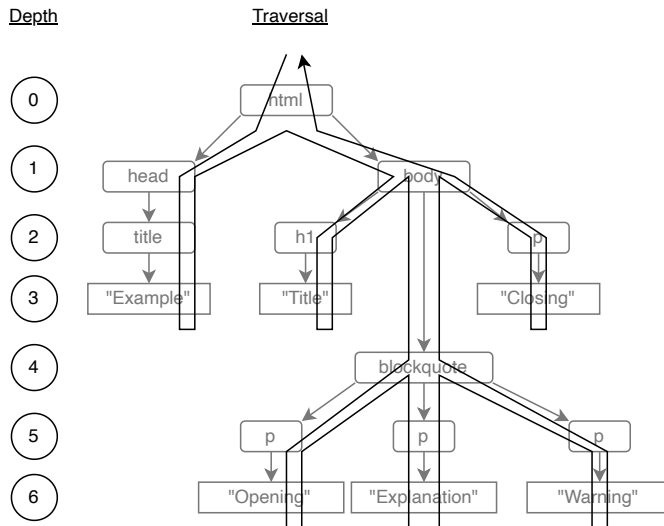 Depth Traversal
0 html
1 head body
2 title h1 p
3 "Example" "Title" "Closing"
4 blockquote
5 p p p
6 "Opening" "Explanation" "Warning"